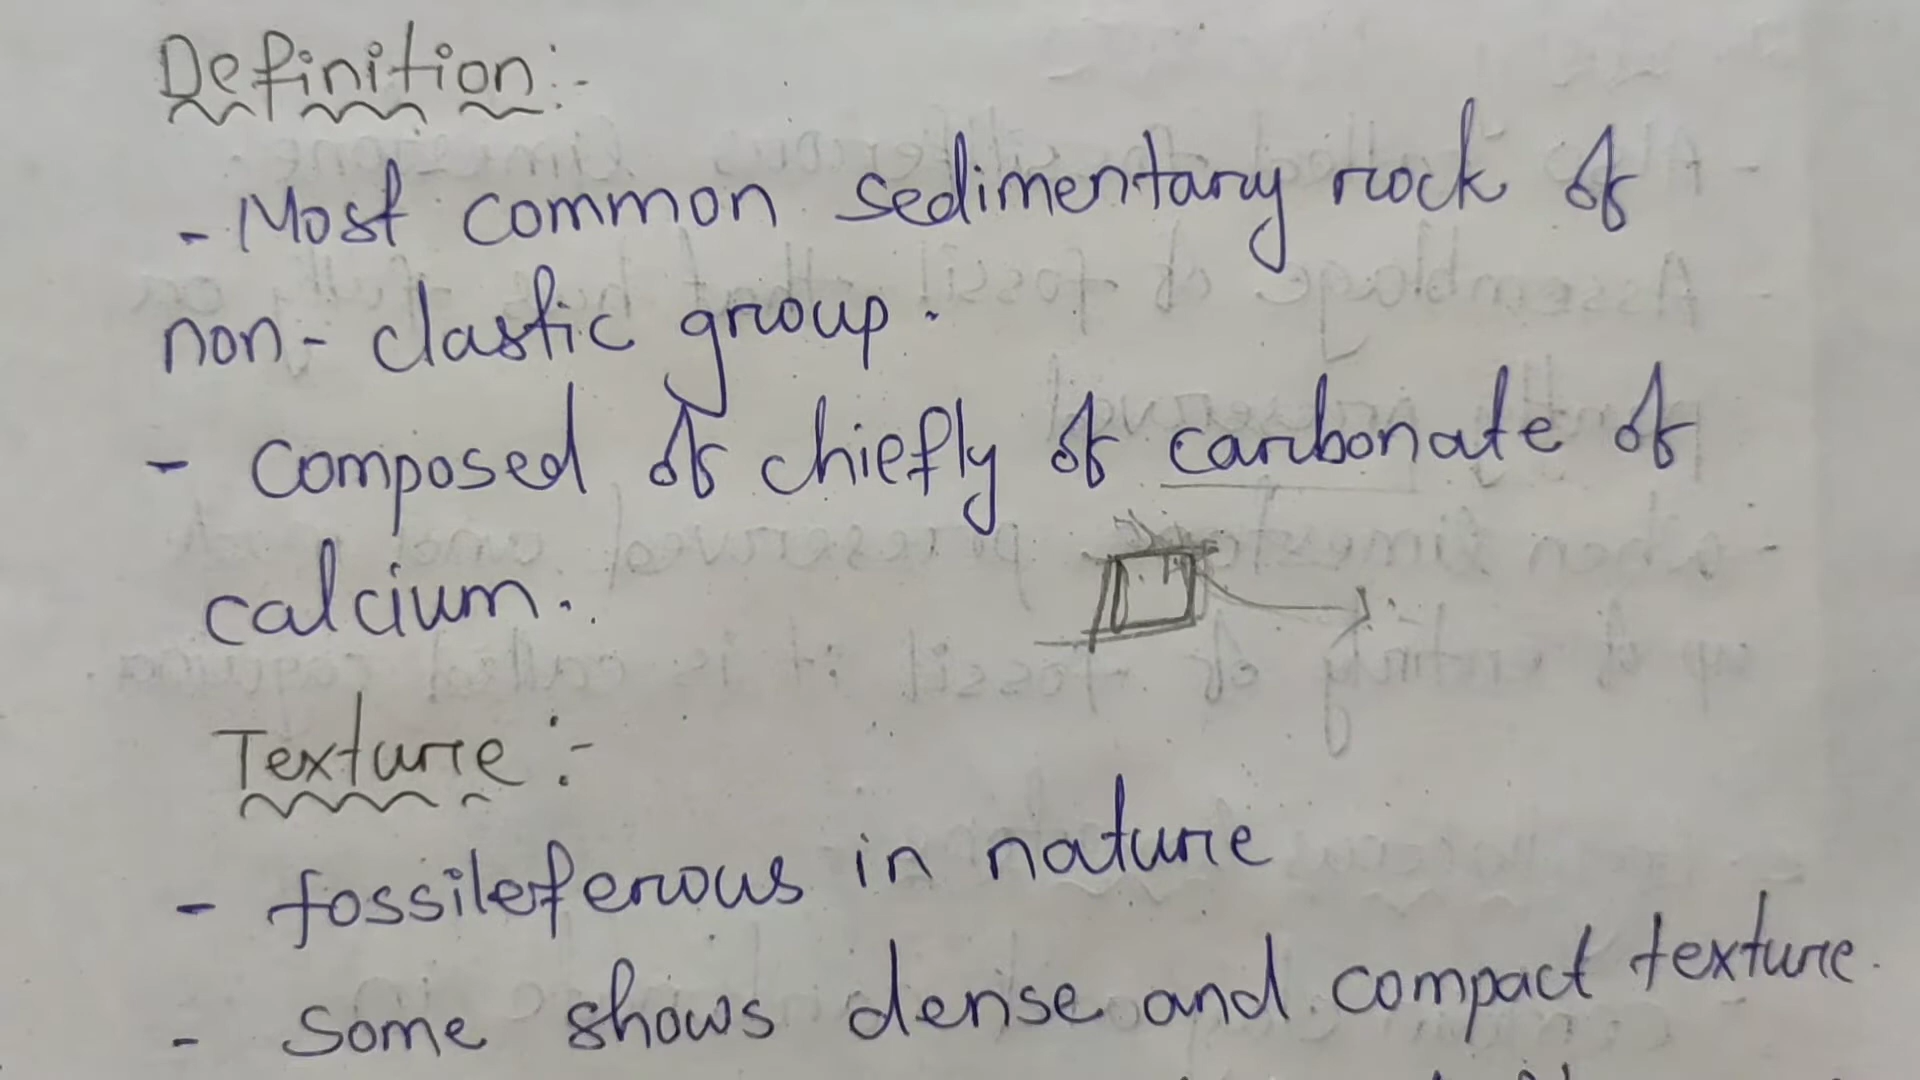 Definition:-
- Most common sedimentary rock of
non-clastic group.
- composed of chiefly of carbonate of
calcium.
Texture:-
- fossileferous in nature
- Some shows dense and compact texture.